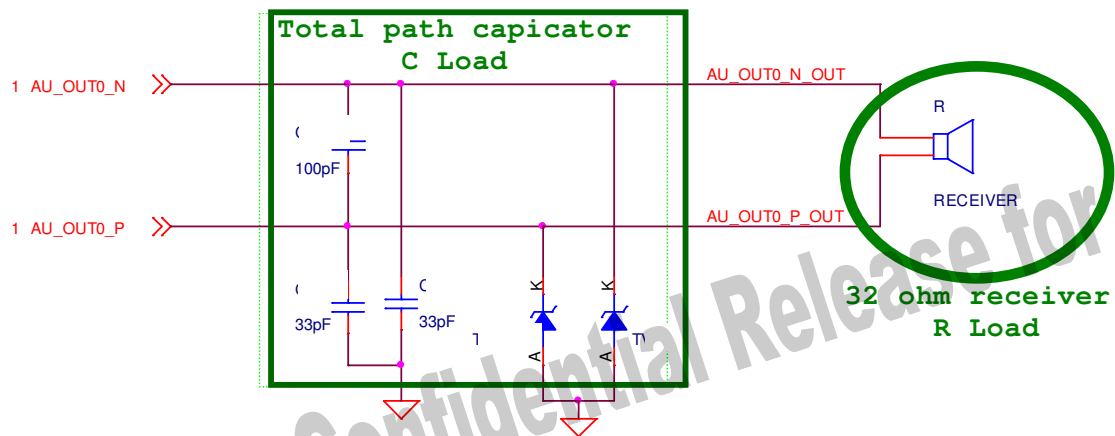 Total path capicator
C Load
1 AU_OUT0_N
AU_OUT0_N_OUT
R
100pF
RECEIVER
1 AU_OUT0_P
AU_OUT0_P_OUT
K
K
33pF
33pF
A
A
32 ohm receiver
R Load
Confidential Release for